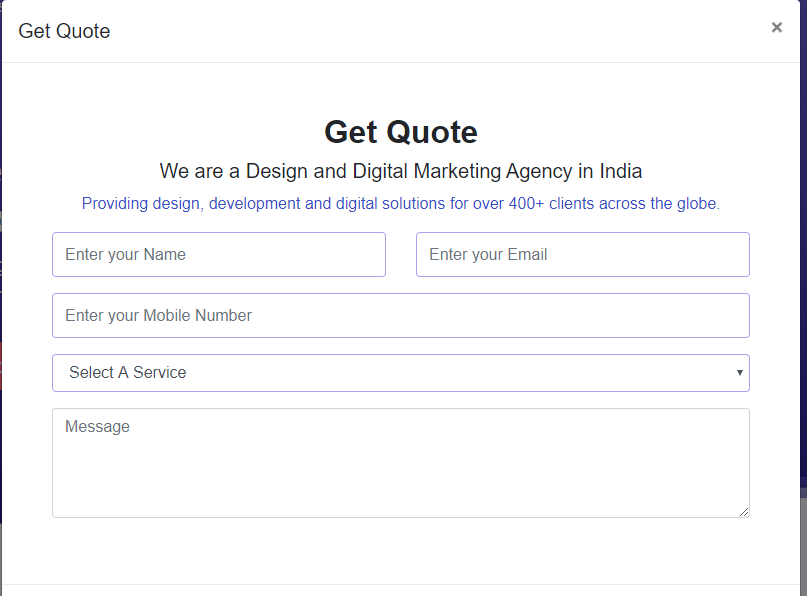 Get Quote
×
Get Quote
We are a Design and Digital Marketing Agency in India
Providing design, development and digital solutions for over 400+ clients across the globe.
Enter your Name
Enter your Email
Enter your Mobile Number
Select A Service
Message